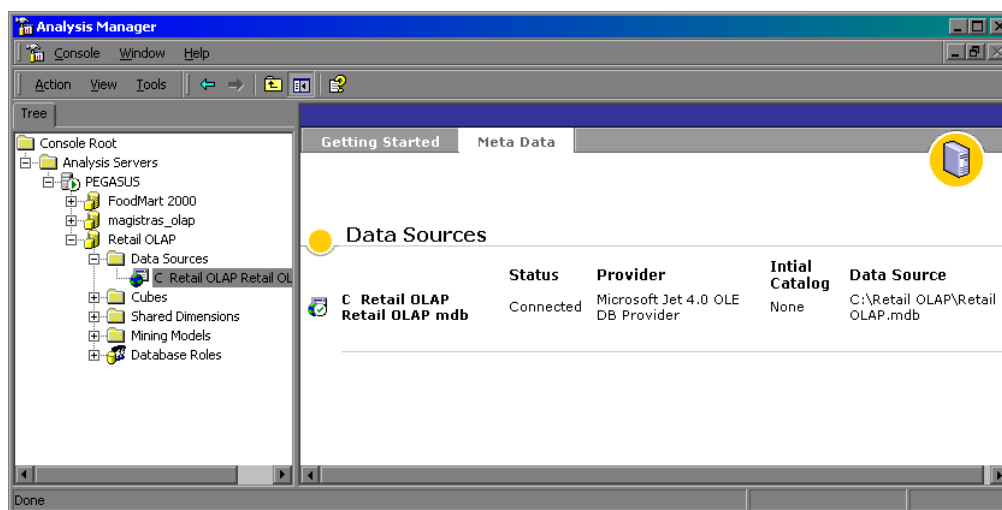 Analysis Manager
Console Window Help
Action View Tools
Tree
Console Root
Analysis Servers
PEGASUS
FoodMart 2000
magistras_olap
Retail OLAP
Data Sources
C Retail OLAP Retail OL
Cubes
Shared Dimensions
Mining Models
Database Roles
Getting Started Meta Data
Data Sources
Status Provider Intial Catalog Data Source
C Retail OLAP Connected Microsoft Jet 4.0 OLE None C:\Retail OLAP\Retail
Retail OLAP mdb DB Provider OLAP.mdb
Done